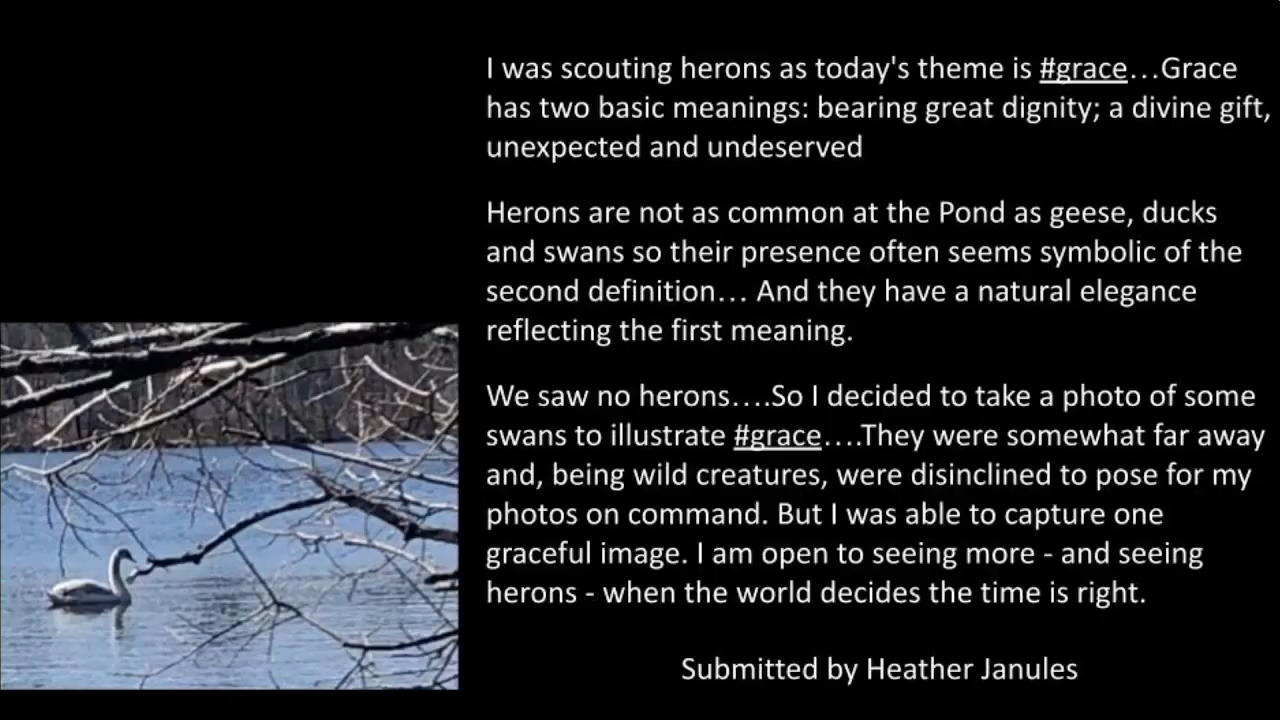 I was scouting herons as today's theme is #grace…Grace
has two basic meanings: bearing great dignity; a divine gift,
unexpected and undeserved
Herons are not as common at the Pond as geese, ducks
and swans so their presence often seems symbolic of the
second definition… And they have a natural elegance
reflecting the first meaning.
We saw no herons….So I decided to take a photo of some
swans to illustrate #grace….They were somewhat far away
and, being wild creatures, were disinclined to pose for my
photos on command. But I was able to capture one
graceful image. I am open to seeing more - and seeing
herons - when the world decides the time is right.
Submitted by Heather Janules